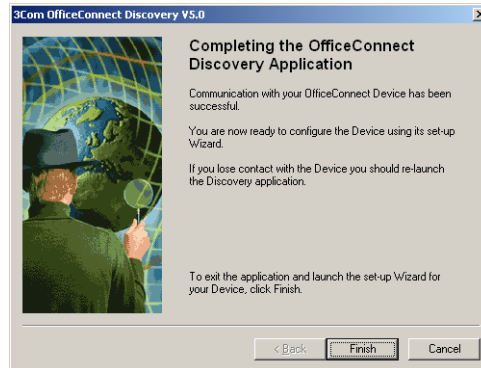 3Com OfficeConnect Discovery V5.0
Completing the OfficeConnect
Discovery Application
Communication with your OfficeConnect Device has been
successful.
You are now ready to configure the Device using its set-up
Wizard.
If you lose contact with the Device you should re-launch
the Discovery application.
To exit the application and launch the set-up Wizard for
your Device, click Finish.
< Back Finish Cancel